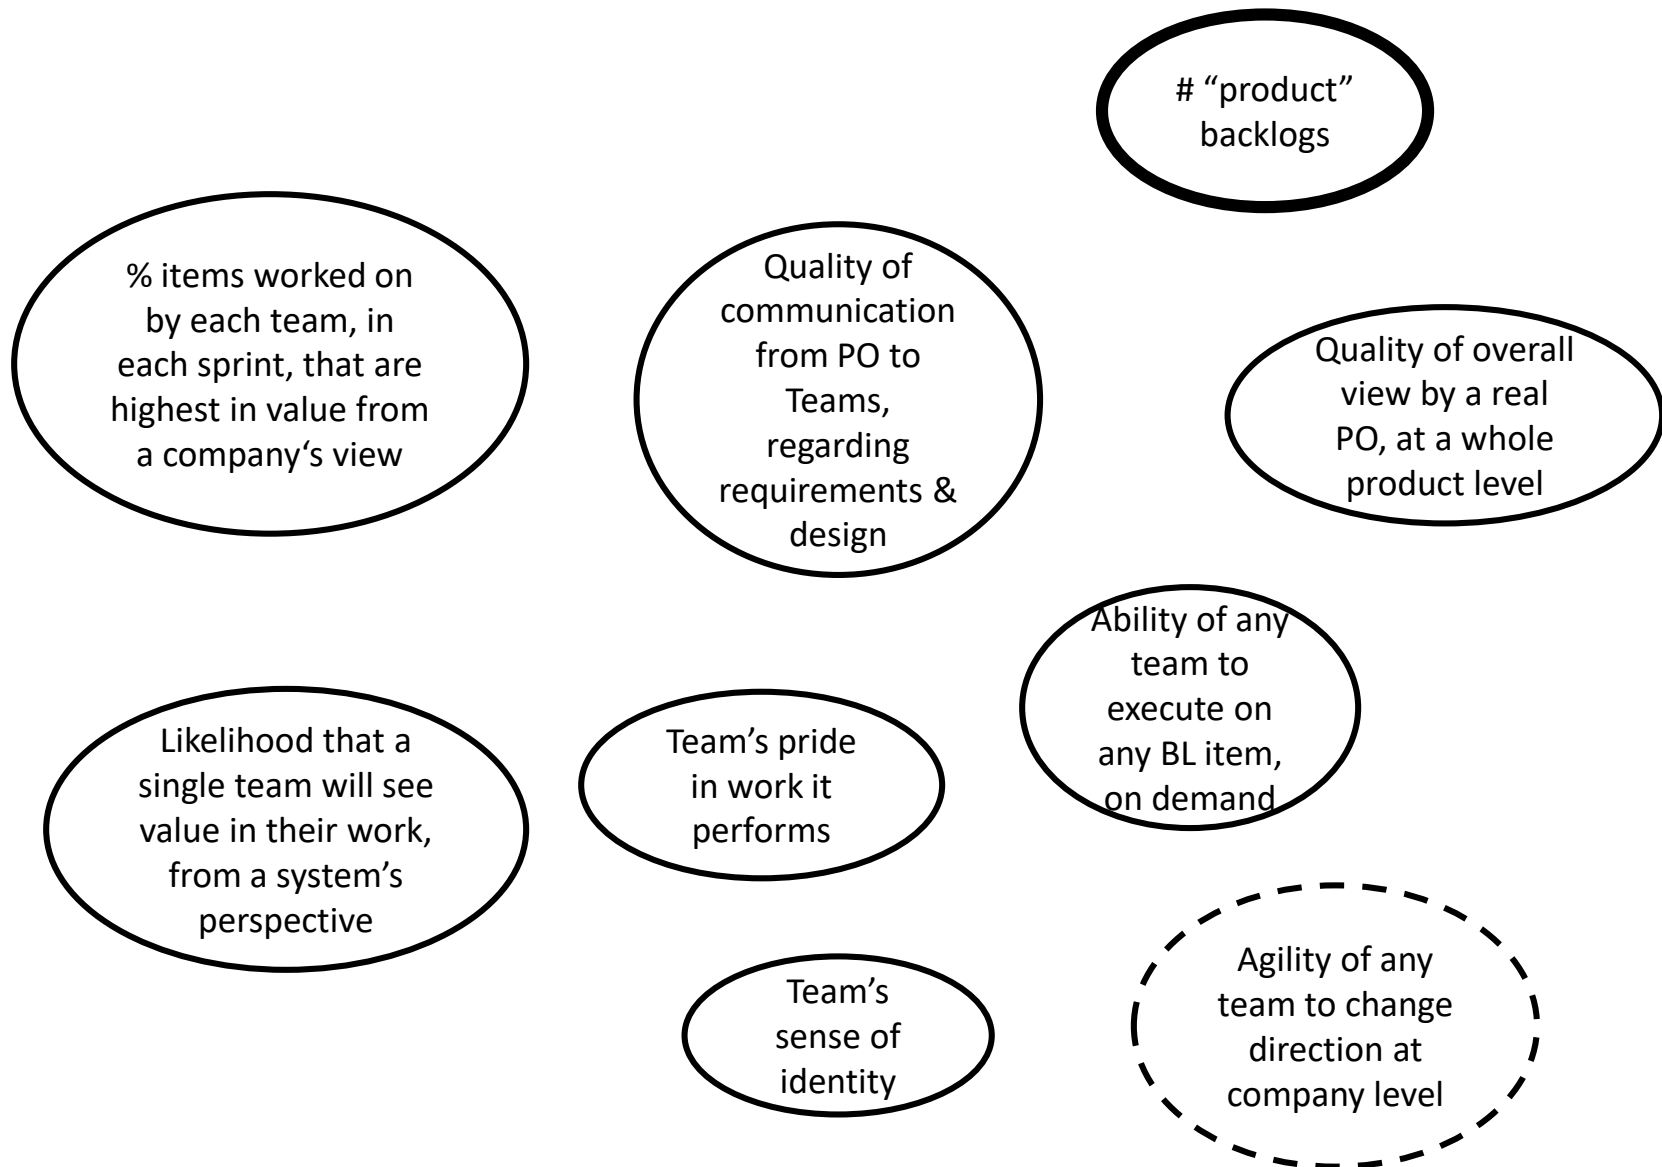 # “product”
backlogs
% items worked on
by each team, in
each sprint, that are
highest in value from
a company‘s view
Quality of
communication
from PO to
Teams,
regarding
requirements &
design
Quality of overall
view by a real
PO, at a whole
product level
Ability of any
team to
execute on
any BL item,
on demand
Likelihood that a
single team will see
value in their work,
from a system’s
perspective
Team’s pride
in work it
performs
Team’s
sense of
identity
Agility of any
team to change
direction at
company level